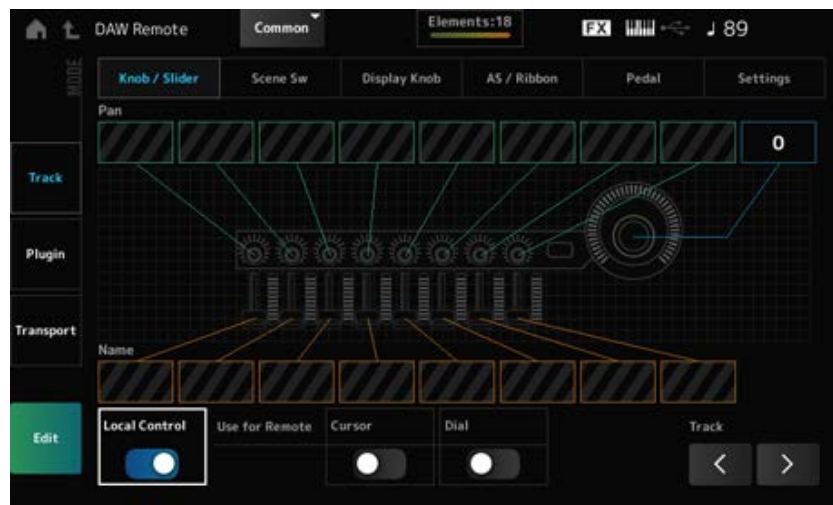 DAW Remote
Common
Elements:18
FX
♩ 89
MODE
Knob / Slider
Scene Sw
Display Knob
AS / Ribbon
Pedal
Settings
Pan
0
Track
Plugin
Transport
Name
Edit
Local Control
Use for Remote
Cursor
Dial
Track
< >